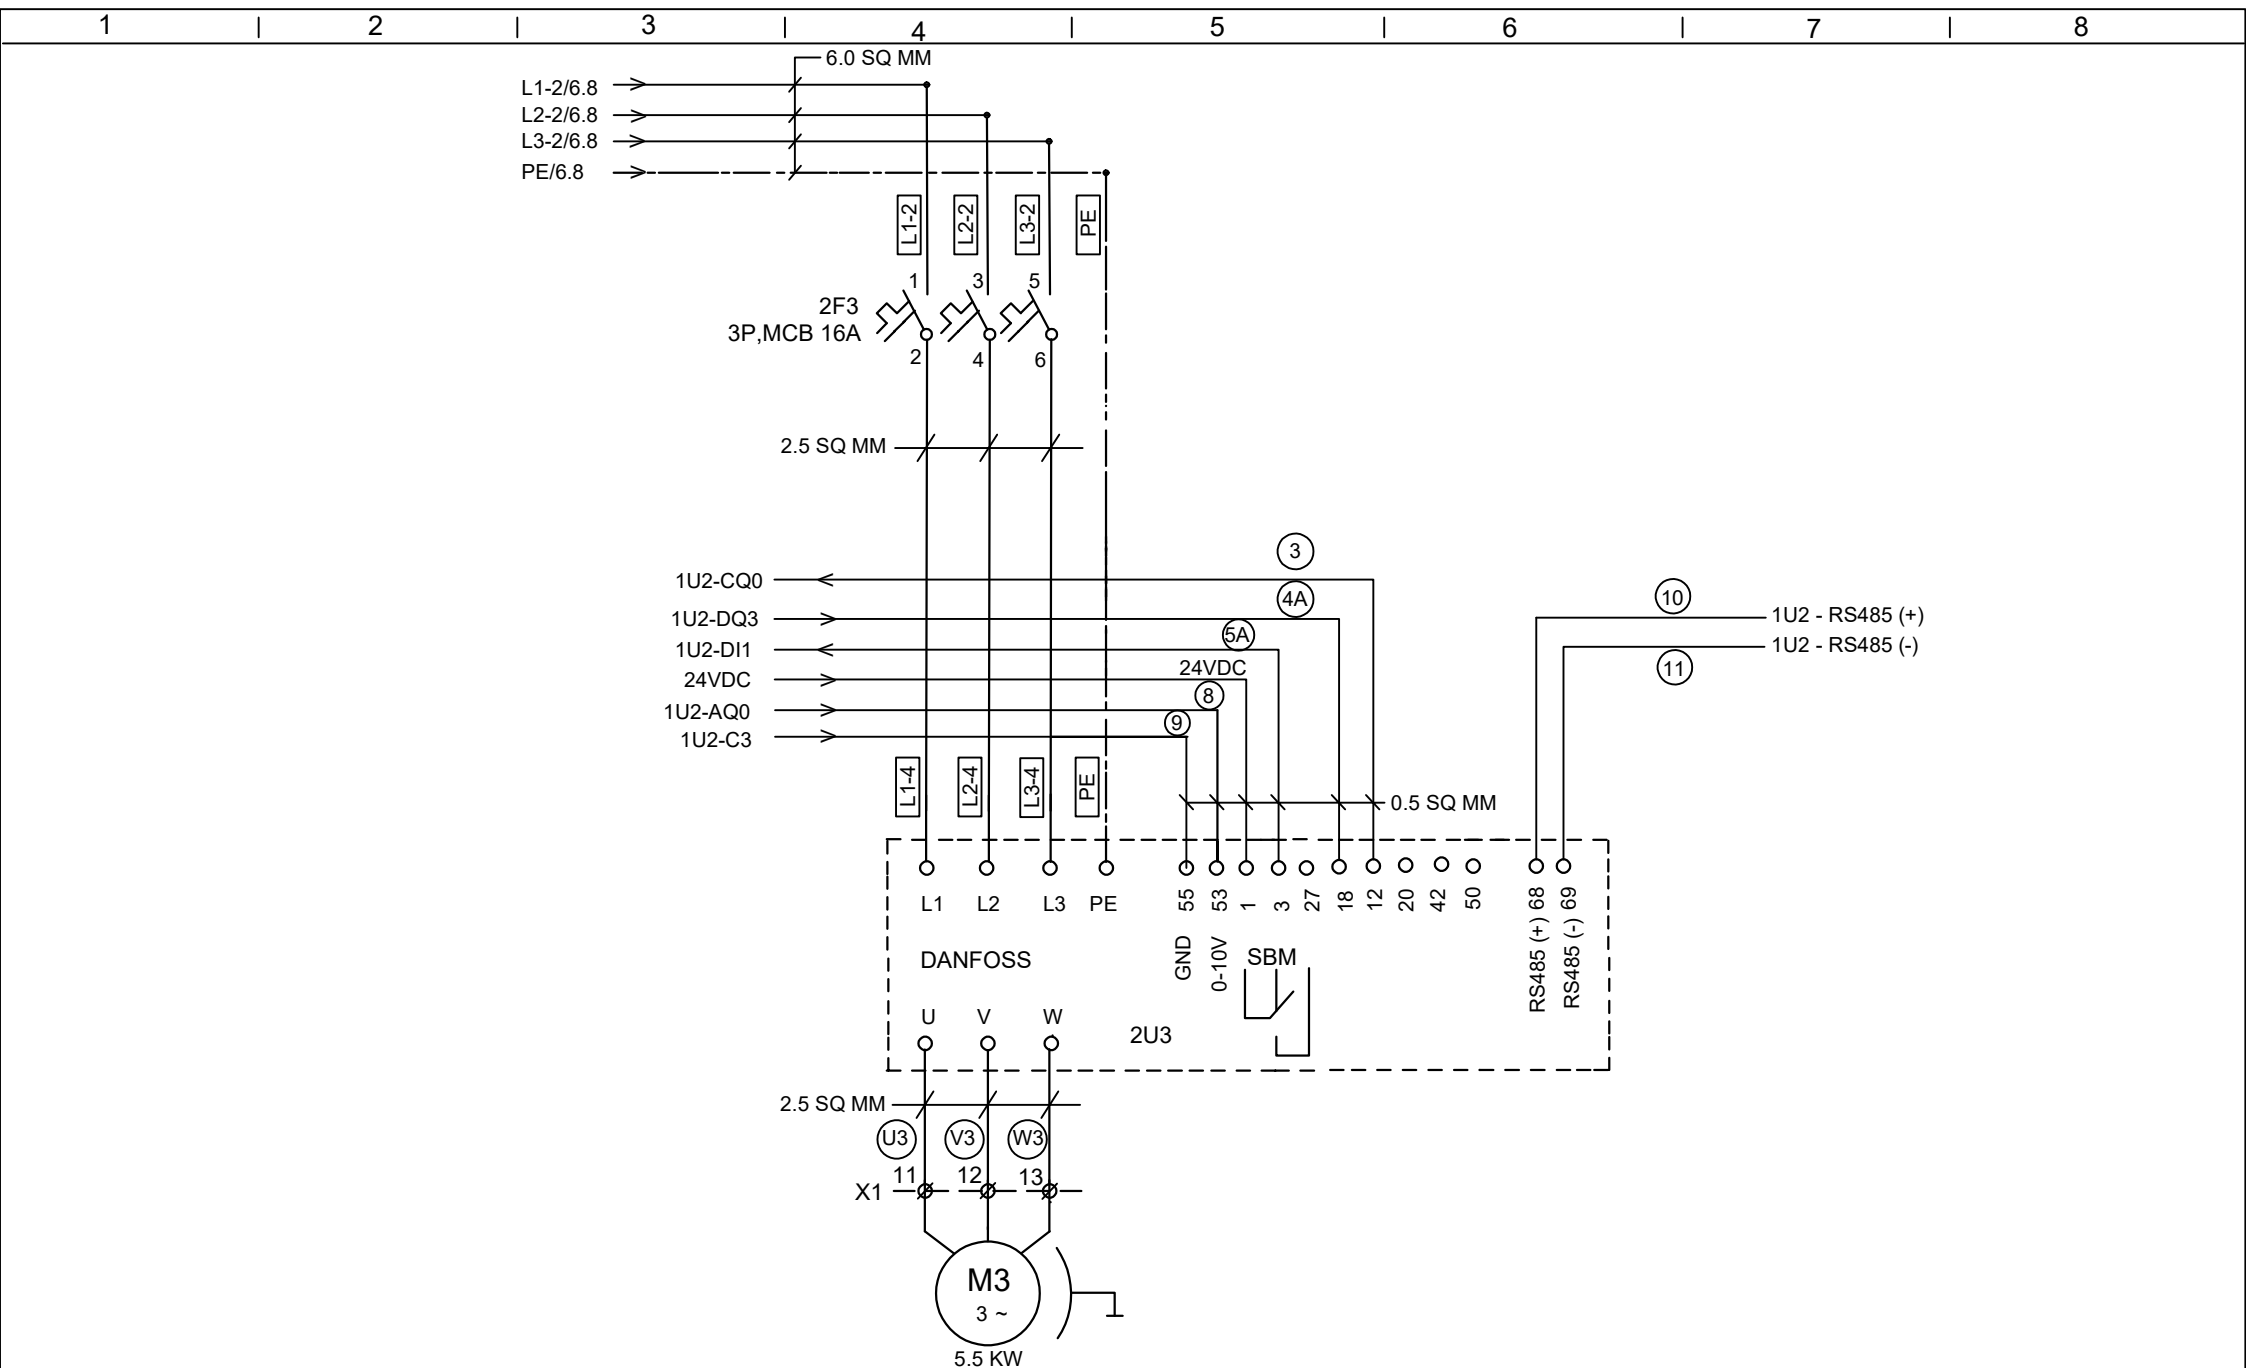 1 2 3 4 5 6 7 8
6.0 SQ MM
L1-2/6.8
L2-2/6.8
L3-2/6.8
PE/6.8
L1-2 L2-2 L3-2 PE
1 3 5
2F3
3P,MCB 16A
2 4 6
2.5 SQ MM
3
1U2-CQ0
4A
1U2-DQ3
5A
1U2-DI1
24VDC
24VDC
8
1U2-AQ0
9
1U2-C3
10
1U2 - RS485 (+)
1U2 - RS485 (-)
11
L1-4 L2-4 L3-4 PE
0.5 SQ MM
L1 L2 L3 PE
55 53 1 3 27 18 12 20 42 50
GND
0-10V
RS485 (+) 68
RS485 (-) 69
DANFOSS
SBM
U V W
2U3
2.5 SQ MM
U3 V3 W3
11 12 13
X1
M3
3 ~
5.5 KW